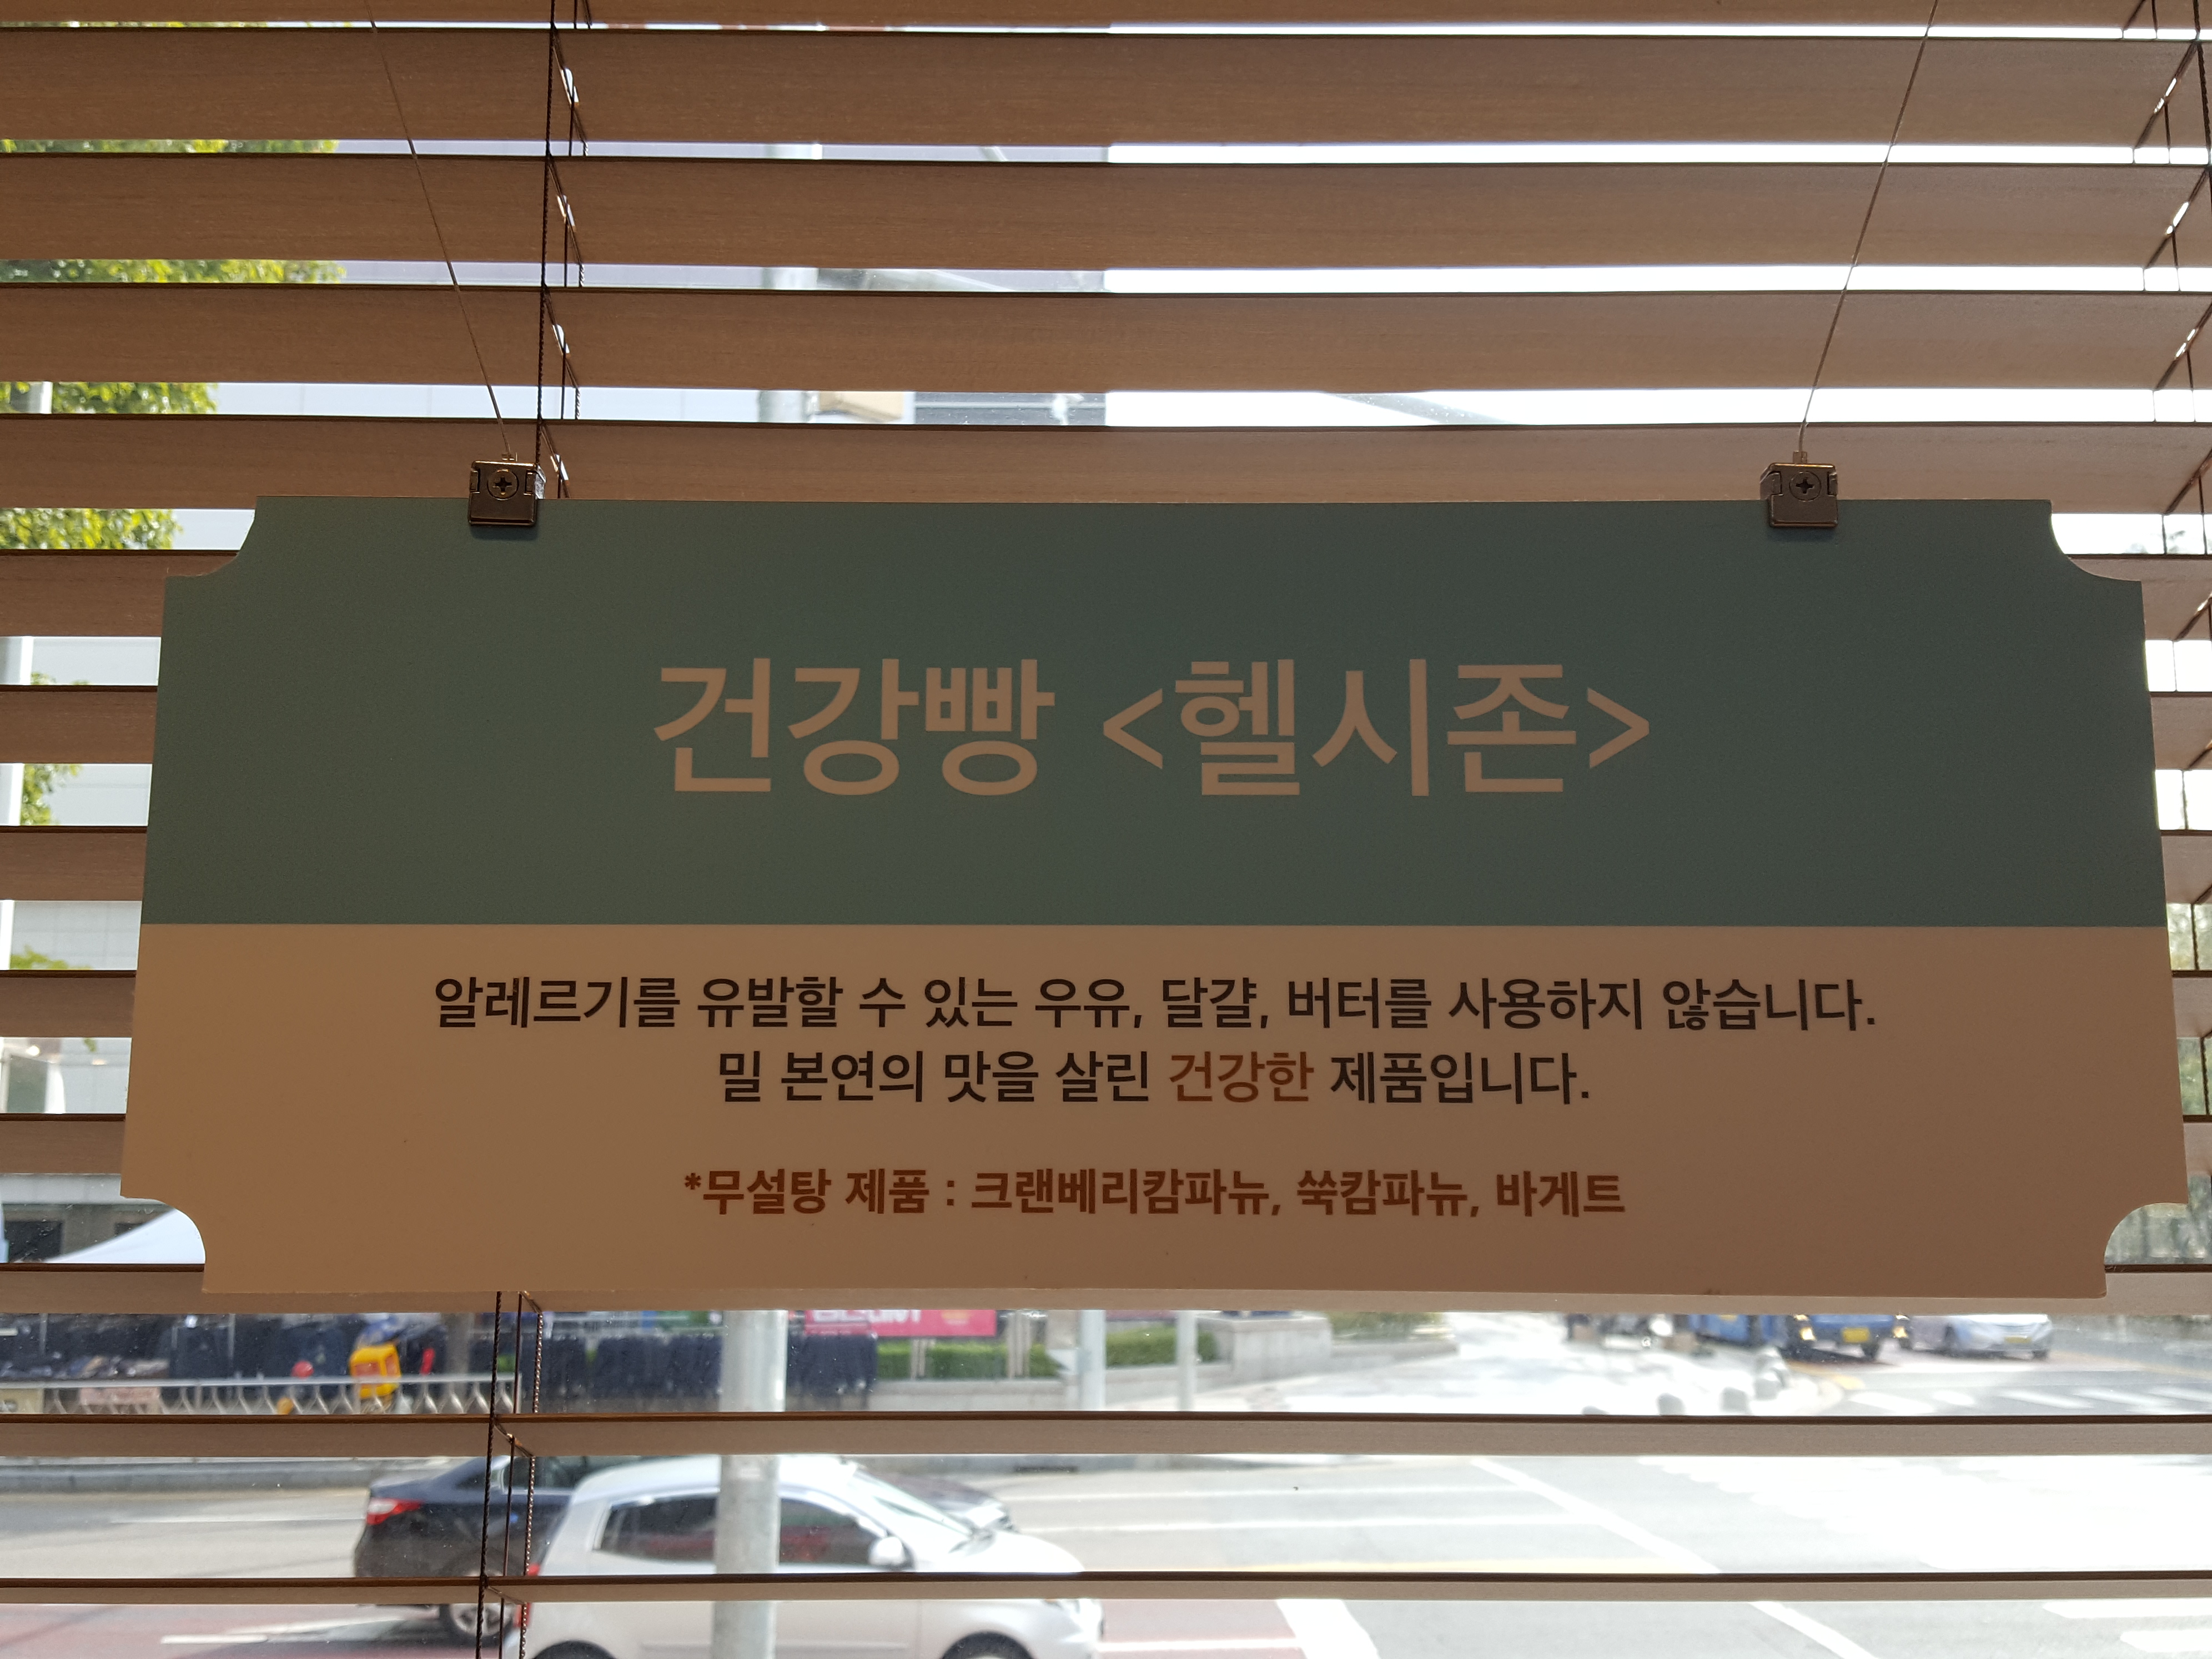 건강빵 <헬시존>
알레르기를 유발할 수 있는 우유, 달걀, 버터를 사용하지 않습니다.
밀 본연의 맛을 살린 건강한 제품입니다.
*무설탕 제품 : 크랜베리캄파뉴, 쑥캄파뉴, 바게트